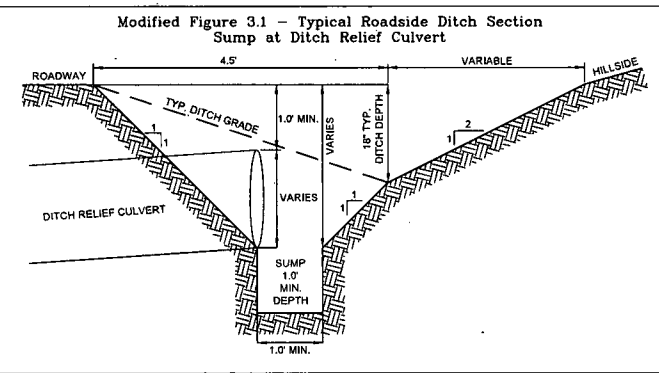 Modified Figure 3.1 – Typical Roadside Ditch Section
Sump at Ditch Relief Culvert
4.5'
VARIABLE
ROADWAY
HILLSIDE
TYP. DITCH GRADE
1.0' MIN.
VARIES
18" TYP.
DITCH DEPTH
2
1
1
1
VARIES
1
1
DITCH RELIEF CULVERT
SUMP
1.0'
MIN.
DEPTH
1.0' MIN.